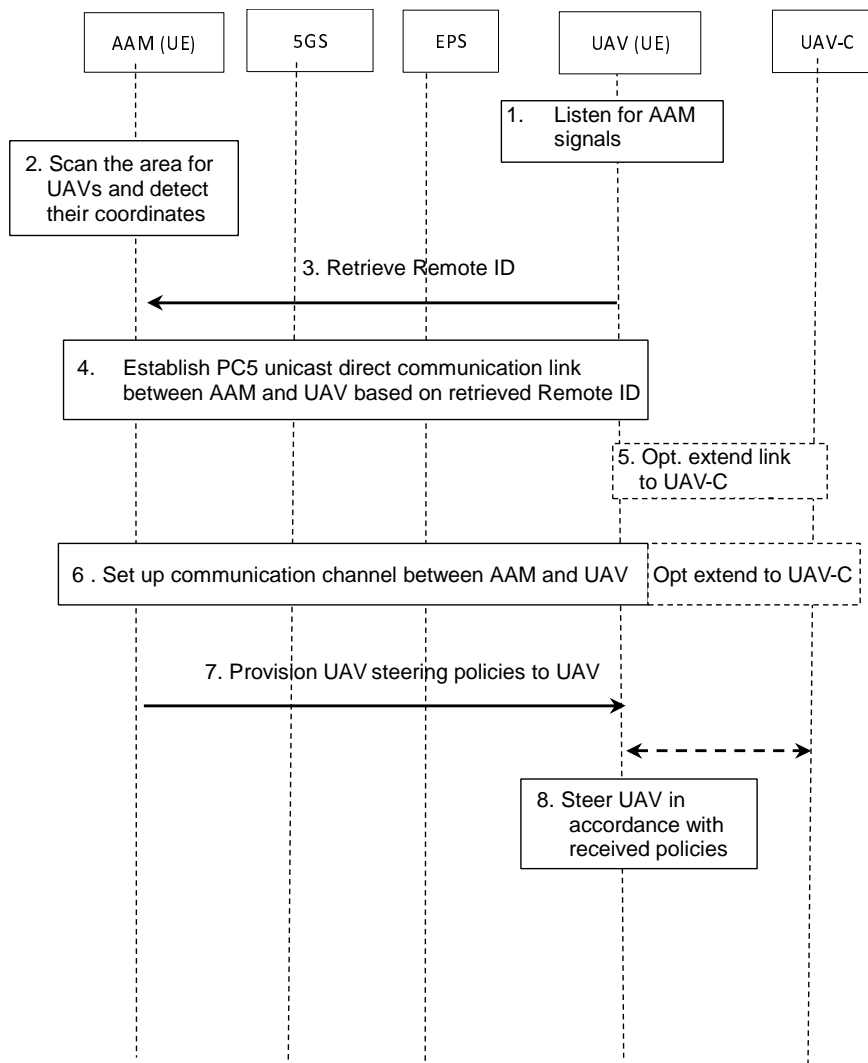 AAM (UE)
5GS
EPS
UAV (UE)
UAV-C
1. Listen for AAM
signals
2. Scan the area for
UAVs and detect
their coordinates
3. Retrieve Remote ID
4. Establish PC5 unicast direct communication link
between AAM and UAV based on retrieved Remote ID
5. Opt. extend link
to UAV-C
6 . Set up communication channel between AAM and UAV
Opt extend to UAV-C
7. Provision UAV steering policies to UAV
8. Steer UAV in
accordance with
received policies